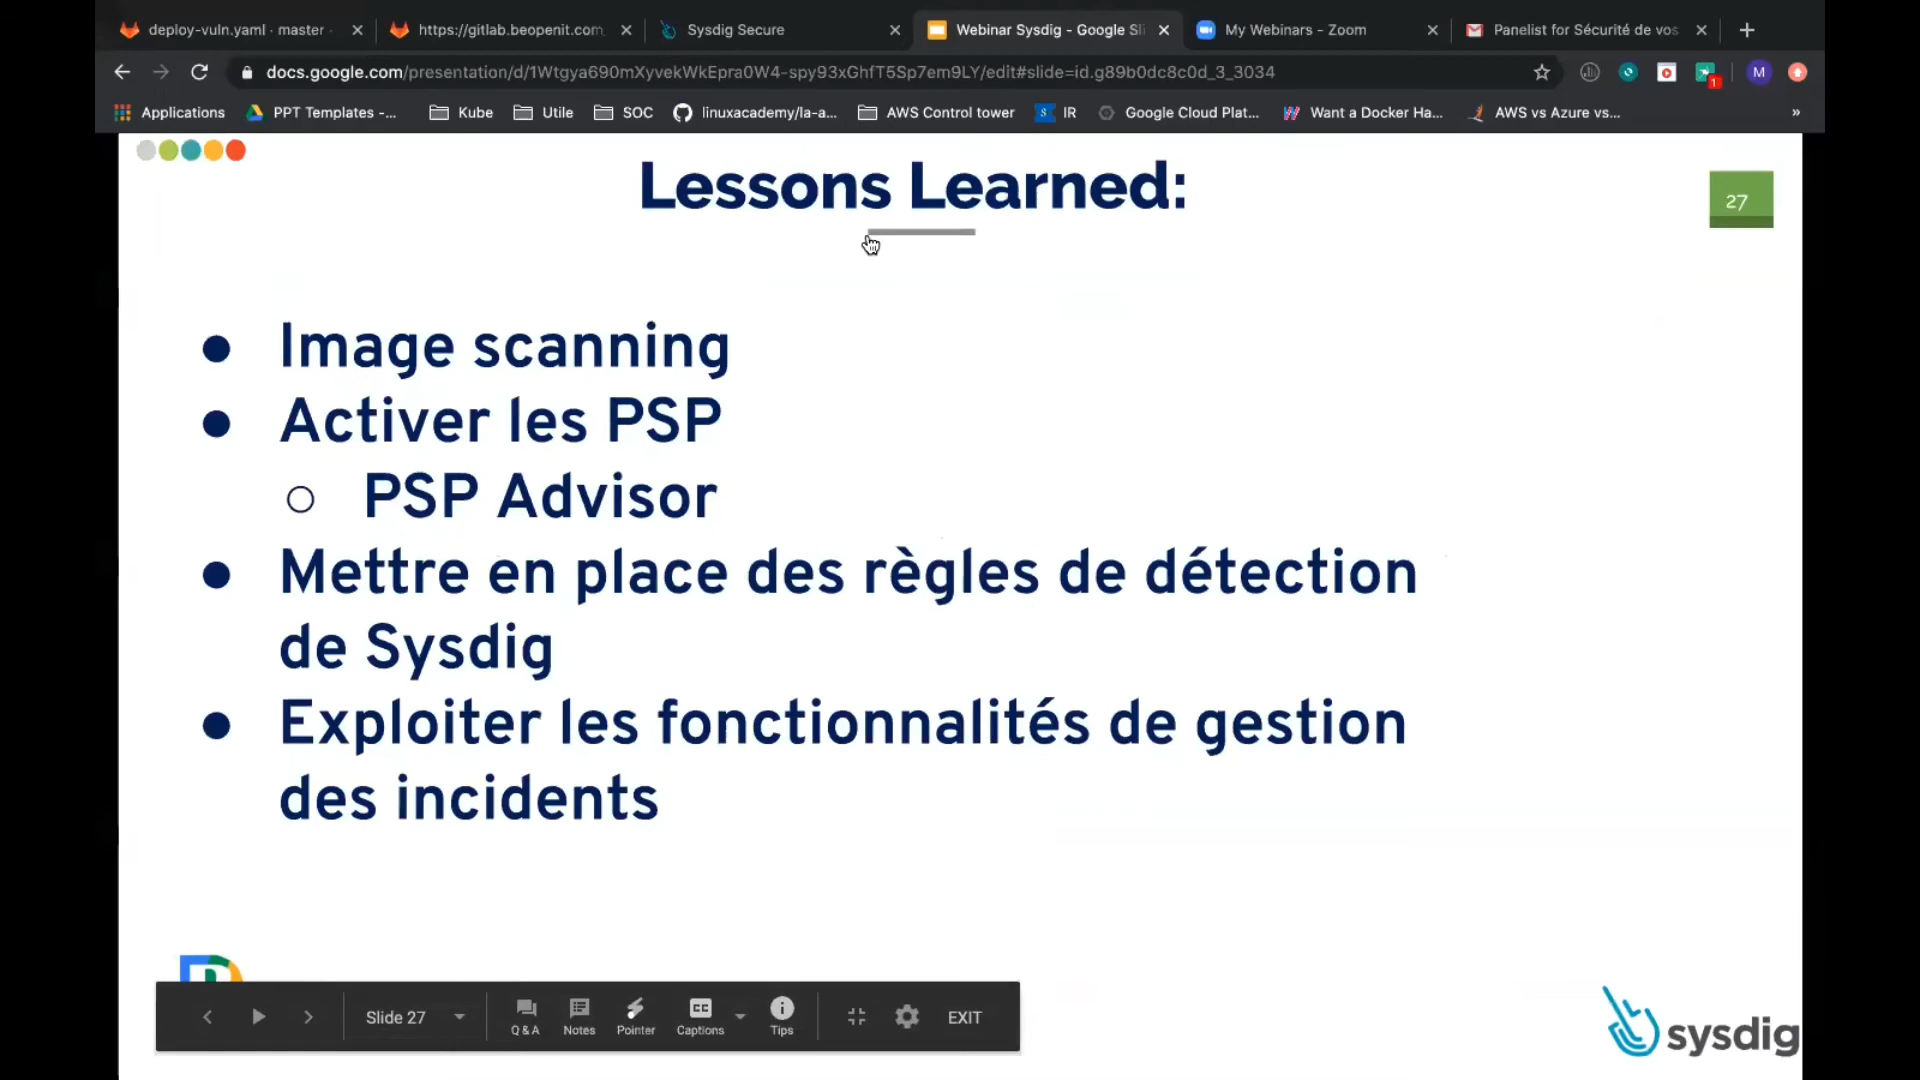 deploy-vuln.yaml · master
https://gitlab.beopenit.com
Sysdig Secure
Webinar Sysdig - Google Sli
My Webinars - Zoom
Panelist for Sécurité de vos
docs.google.com/presentation/d/1Wtgya690mXyvekWkEpra0W4-spy93xGhfT5Sp7em9LY/edit#slide=id.g89b0dc8c0d_3_3034
M
1
Applications
PPT Templates -...
Kube
Utile
SOC
linuxacademy/la-a...
AWS Control tower
IR
Google Cloud Plat...
Want a Docker Ha...
AWS vs Azure vs...
»
Lessons Learned:
27
● Image scanning
● Activer les PSP
○ PSP Advisor
● Mettre en place des règles de détection
de Sysdig
● Exploiter les fonctionnalités de gestion
des incidents
Slide 27
Q & A
Notes
Pointer
CC
Captions
Tips
EXIT
sysdig